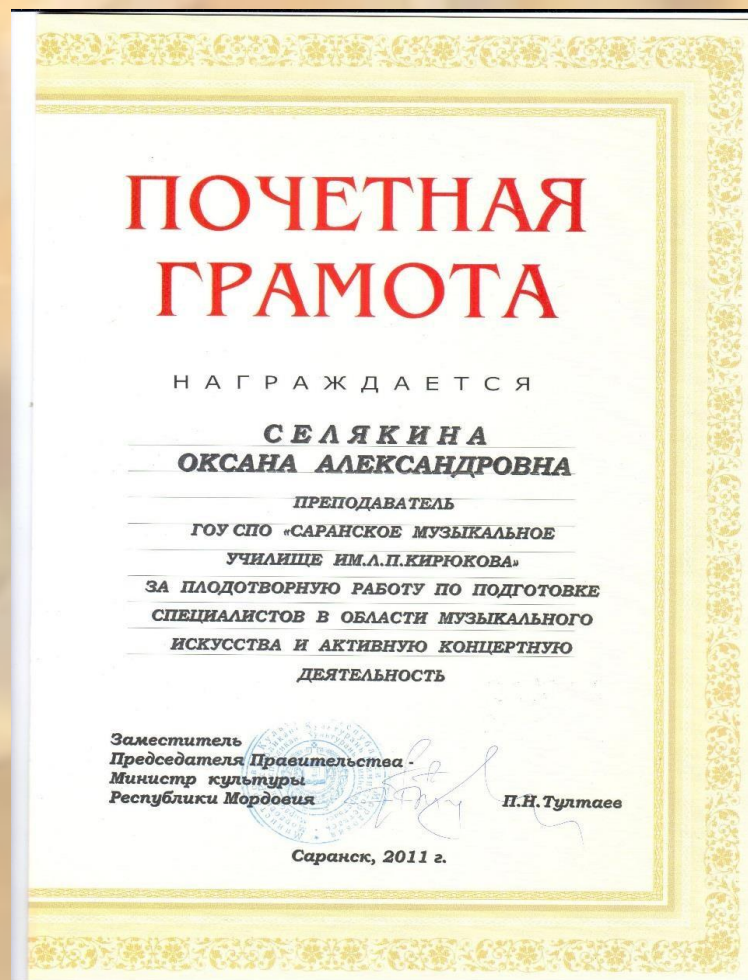 ПОЧЕТНАЯ
ГРАМОТА
НАГРАЖДАЕТСЯ
СЕЛЯКИНА
ОКСАНА АЛЕКСАНДРОВНА
ПРЕПОДАВАТЕЛЬ
ГОУ СПО «САРАНСКОЕ МУЗЫКАЛЬНОЕ
УЧИЛИЩЕ ИМ.Л.П.КИРЮКОВА»
ЗА ПЛОДОТВОРНУЮ РАБОТУ ПО ПОДГОТОВКЕ
СПЕЦИАЛИСТОВ В ОБЛАСТИ МУЗЫКАЛЬНОГО
ИСКУССТВА И АКТИВНУЮ КОНЦЕРТНУЮ
ДЕЯТЕЛЬНОСТЬ
Заместитель
Председателя Правительства -
Министр культуры
Республики Мордовия
П.Н.Тултаев
Саранск, 2011 г.